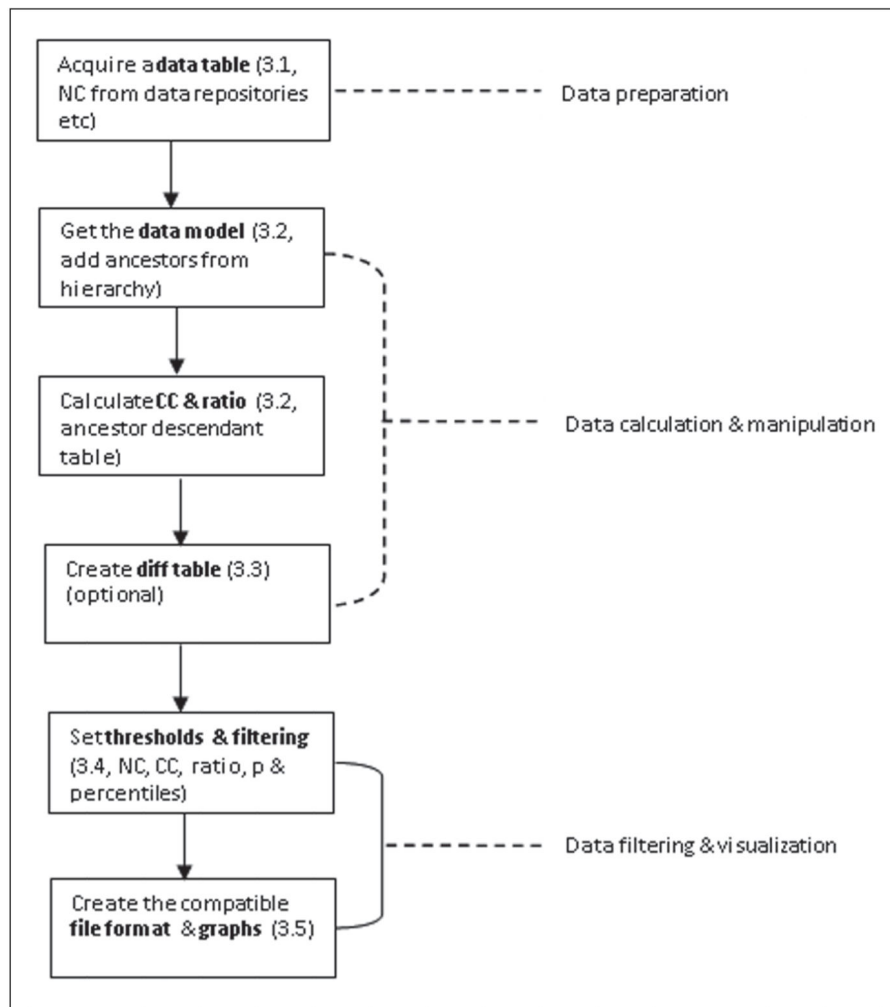 Acquire a data table (3.1,
NC from data repositories
etc)
Data preparation
Get the data model (3.2,
add ancestors from
hierarchy)
Calculate CC & ratio (3.2,
ancestor descendant
table)
Data calculation & manipulation
Create diff table (3.3)
(optional)
Set thresholds & filtering
(3.4, NC, CC, ratio, p &
percentiles)
Data filtering & visualization
Create the compatible
file format & graphs (3.5)